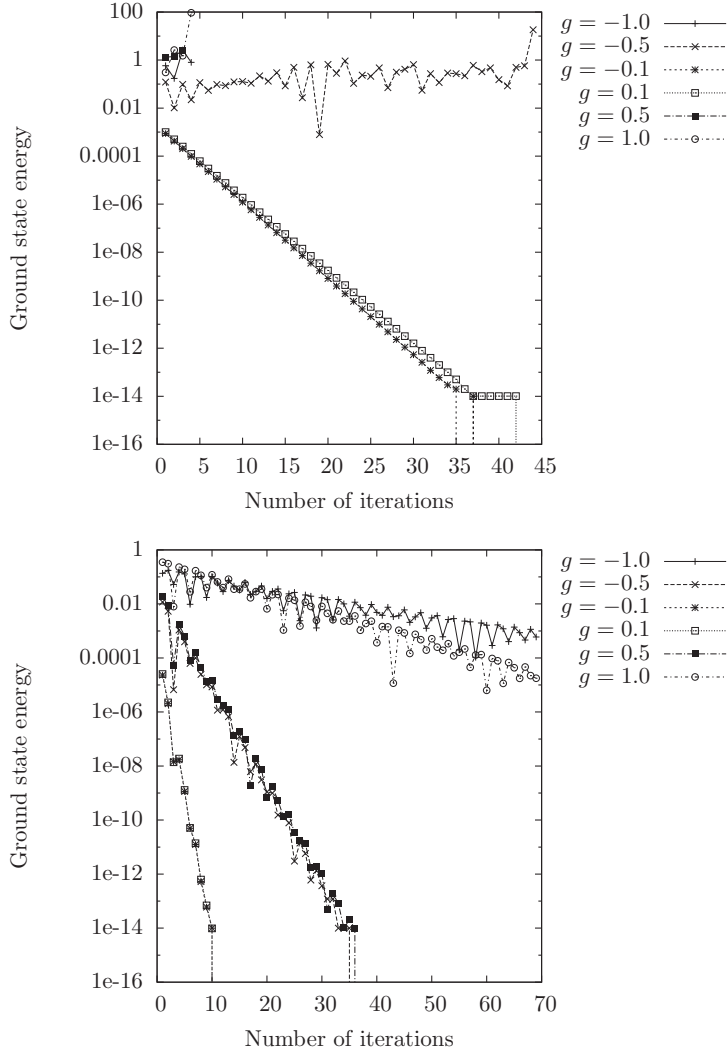 Ground state energy
100
1
0.01
0.0001
1e-06
1e-08
1e-10
1e-12
1e-14
1e-16
0 5 10 15 20 25 30 35 40 45
Number of iterations
g = −1.0
g = −0.5
g = −0.1
g = 0.1
g = 0.5
g = 1.0
Ground state energy
1
0.01
0.0001
1e-06
1e-08
1e-10
1e-12
1e-14
1e-16
0 10 20 30 40 50 60 70
Number of iterations
g = −1.0
g = −0.5
g = −0.1
g = 0.1
g = 0.5
g = 1.0